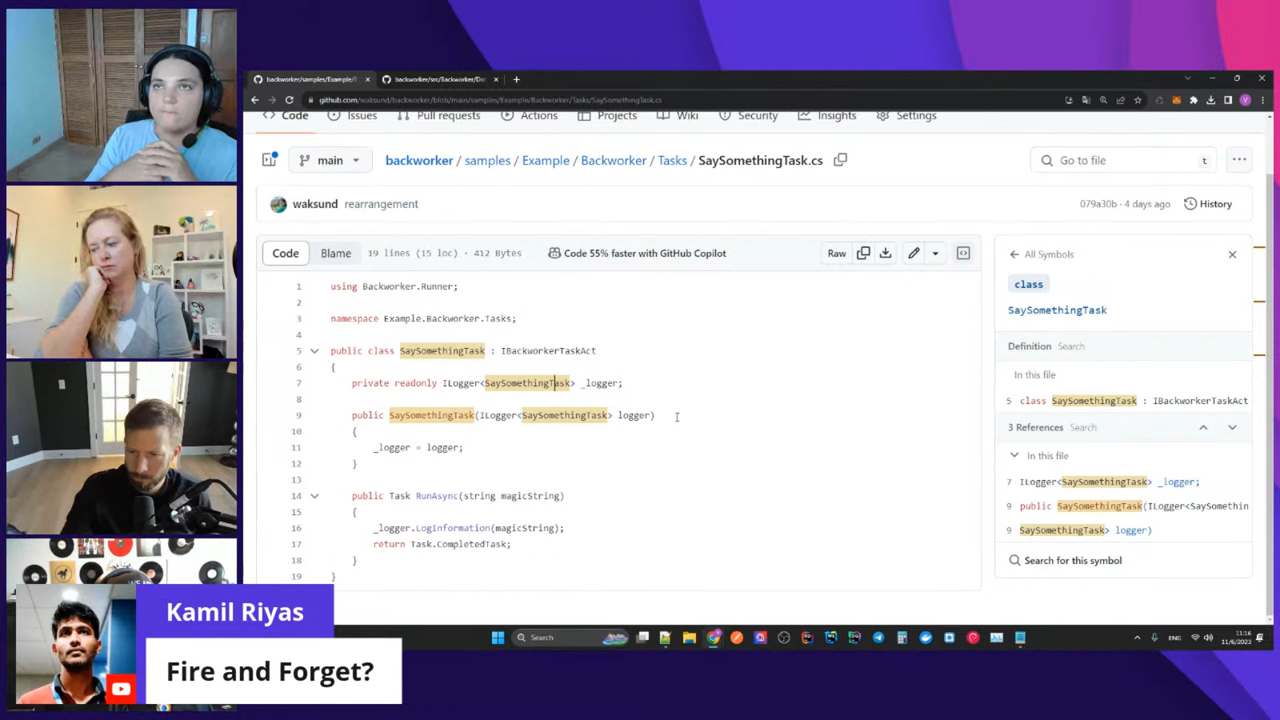 backworker/samples/Example/
backworker/src/Backworker/Da
github.com/waksund/backworker/blob/main/samples/Example/Backworker/Tasks/SaySomethingTask.cs
Code
Issues
Pull requests
Actions
Projects
Wiki
Security
Insights
Settings
main
backworker / samples / Example / Backworker / Tasks / SaySomethingTask.cs
Go to file
t
waksund rearrangement
079a30b · 4 days ago
History
Code
Blame
19 lines (15 loc) · 412 Bytes
Code 55% faster with GitHub Copilot
Raw
1 using Backworker.Runner;
2
3 namespace Example.Backworker.Tasks;
4
5 public class SaySomethingTask : IBackworkerTaskAct
6 {
7 private readonly ILogger<SaySomethingTask> _logger;
8
9 public SaySomethingTask(ILogger<SaySomethingTask> logger)
10 {
11 _logger = logger;
12 }
13
14 public Task RunAsync(string magicString)
15 {
16 _logger.LogInformation(magicString);
17 return Task.CompletedTask;
18 }
19 }
All Symbols
class
SaySomethingTask
Definition Search
In this file
5 class SaySomethingTask : IBackworkerTaskAct
3 References Search
In this file
7 ILogger<SaySomethingTask> _logger;
9 public SaySomethingTask(ILogger<SaySomethin
9 SaySomethingTask> logger)
Search for this symbol
Search
ENG
11:16
11/6/2023
Kamil Riyas
Fire and Forget?